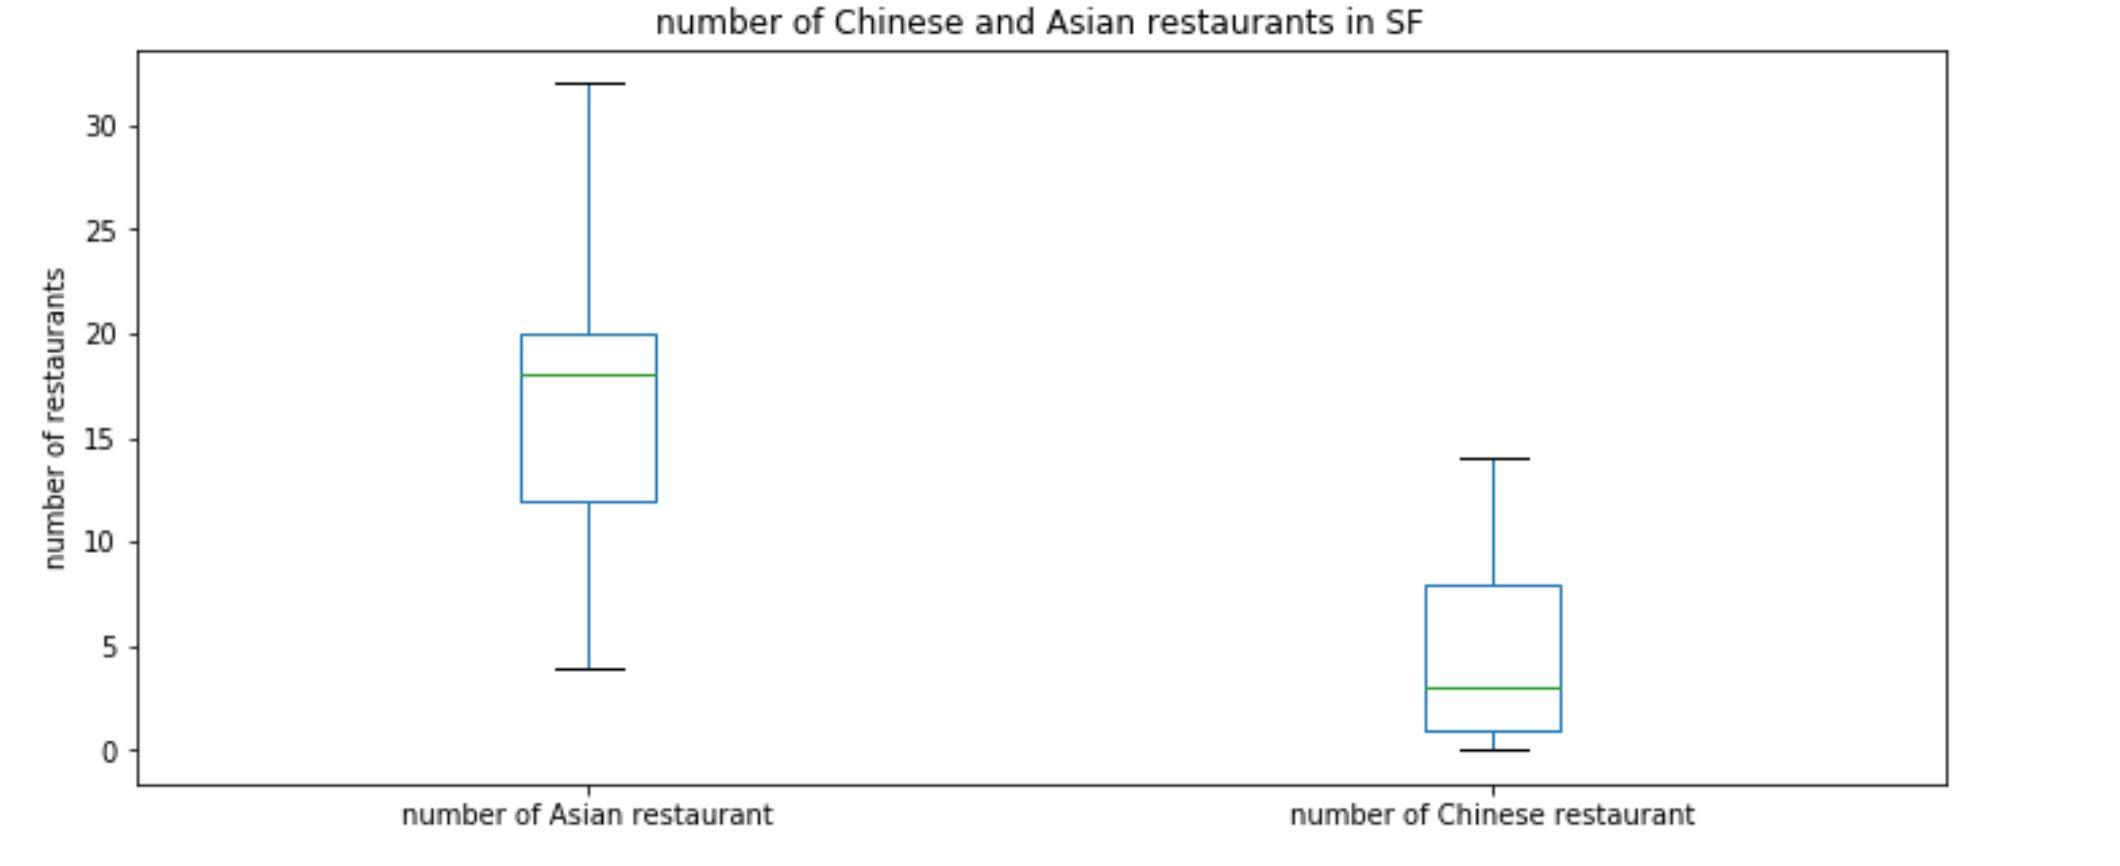 number of Chinese and Asian restaurants in SF
number of restaurants
30
25
20
15
10
5
0
number of Asian restaurant
number of Chinese restaurant